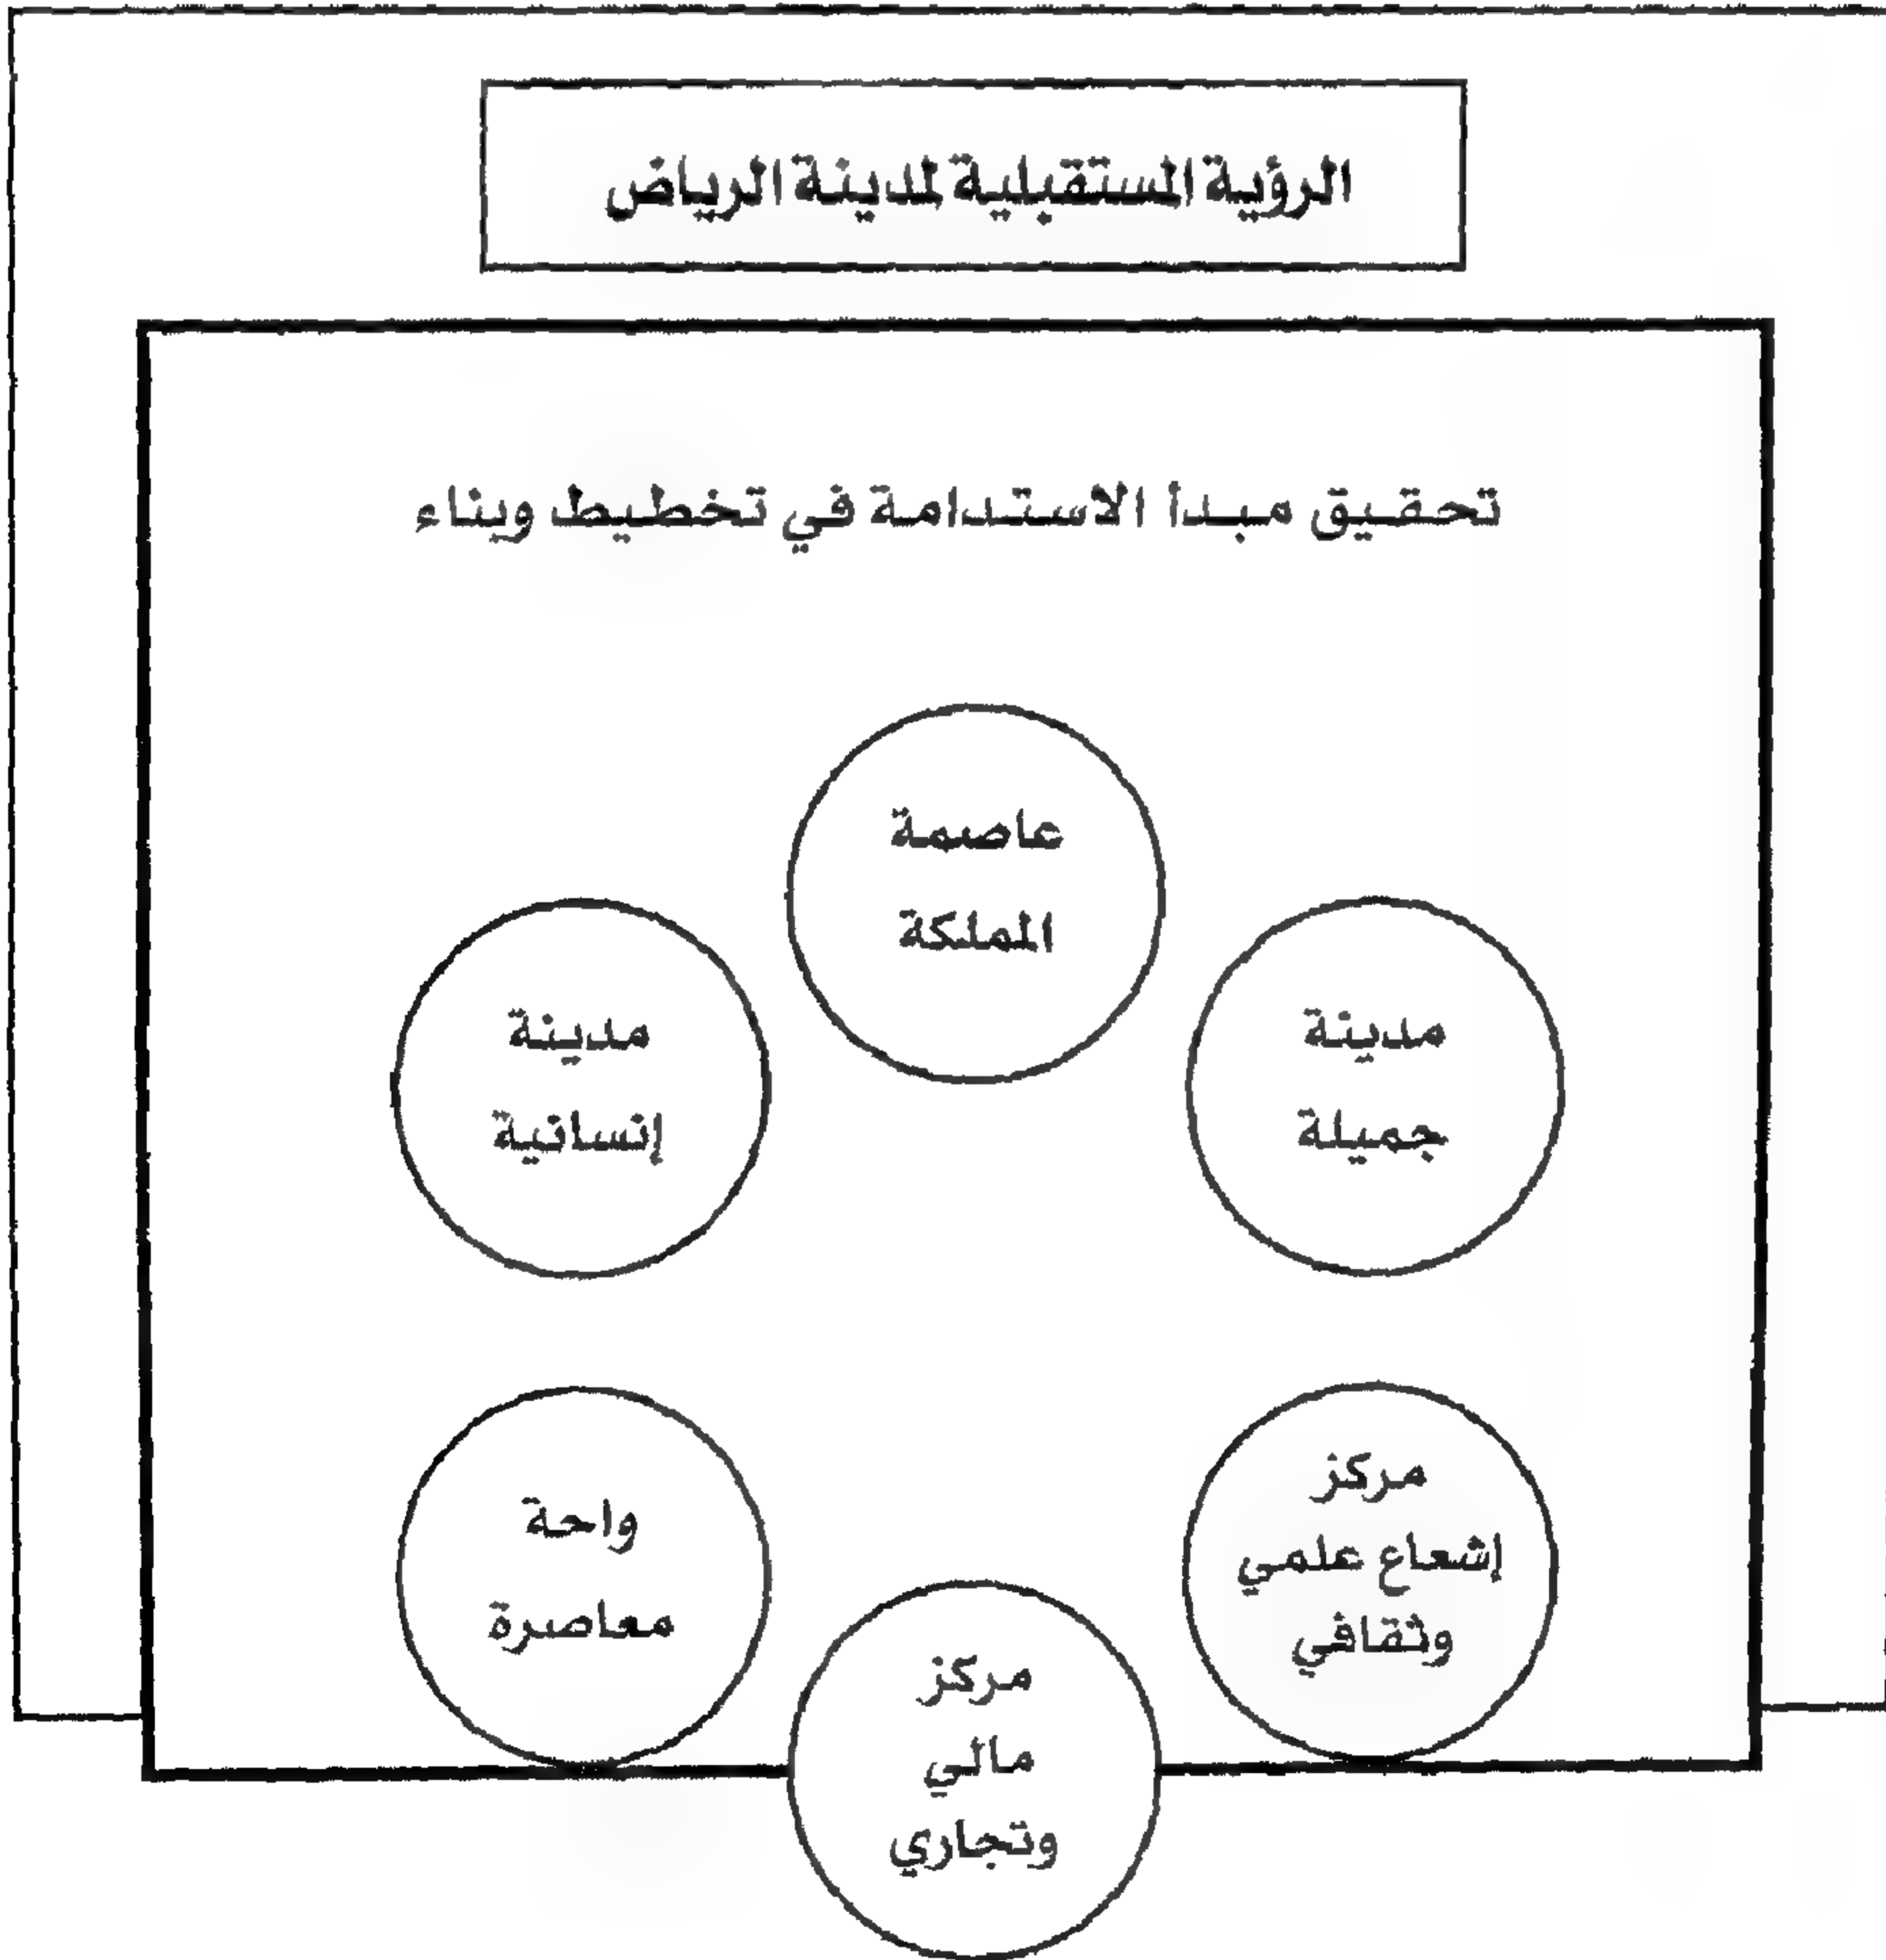 الرؤية المستقبلية لمدينة الرياض
تحقيق مبدأ الاستدامة في تخطيط وبناء
عاصمة
المملكة
مدينة
جميلة
مدينة
إنسانية
مركز
إشعاع علمي
وثقافي
واحة
معاصرة
مركز
مالي
وتجاري